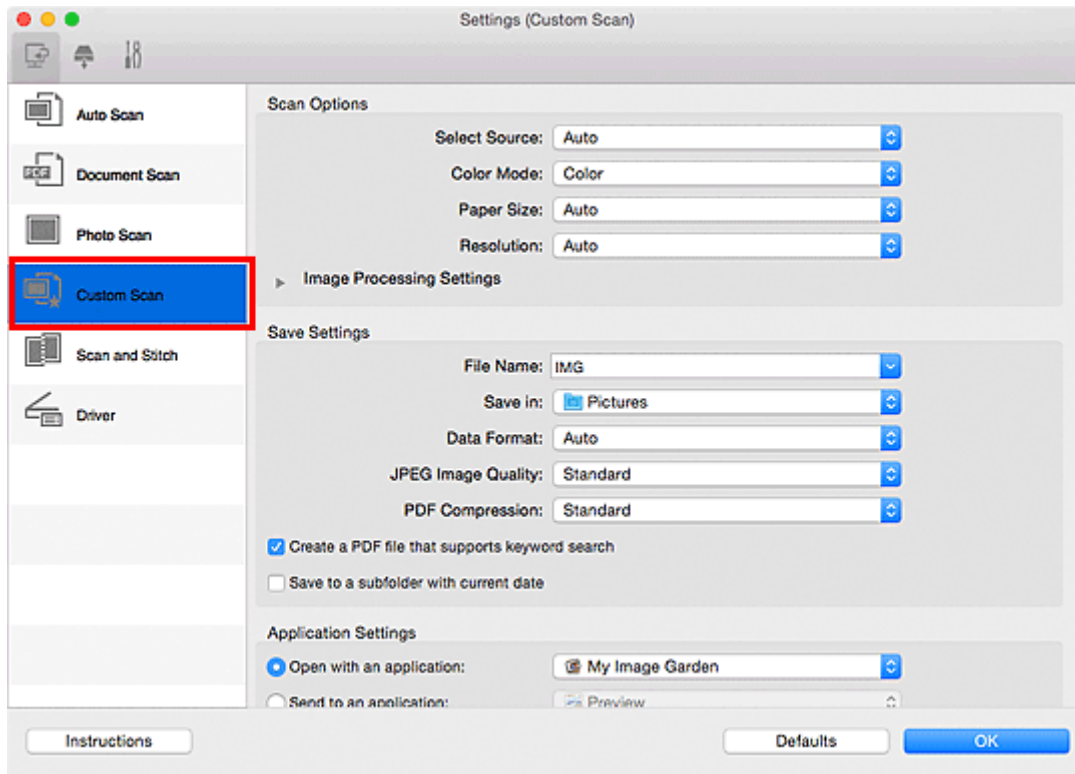 Settings (Custom Scan)
Auto Scan
PDF
Document Scan
Photo Scan
Custom Scan
Scan and Stitch
Driver
Scan Options
Select Source: Auto
Color Mode: Color
Paper Size: Auto
Resolution: Auto
Image Processing Settings
Save Settings
File Name: IMG
Save in: Pictures
Data Format: Auto
JPEG Image Quality: Standard
PDF Compression: Standard
Create a PDF file that supports keyword search
Save to a subfolder with current date
Application Settings
Open with an application: My Image Garden
Send to an application: Preview
Instructions
Defaults
OK